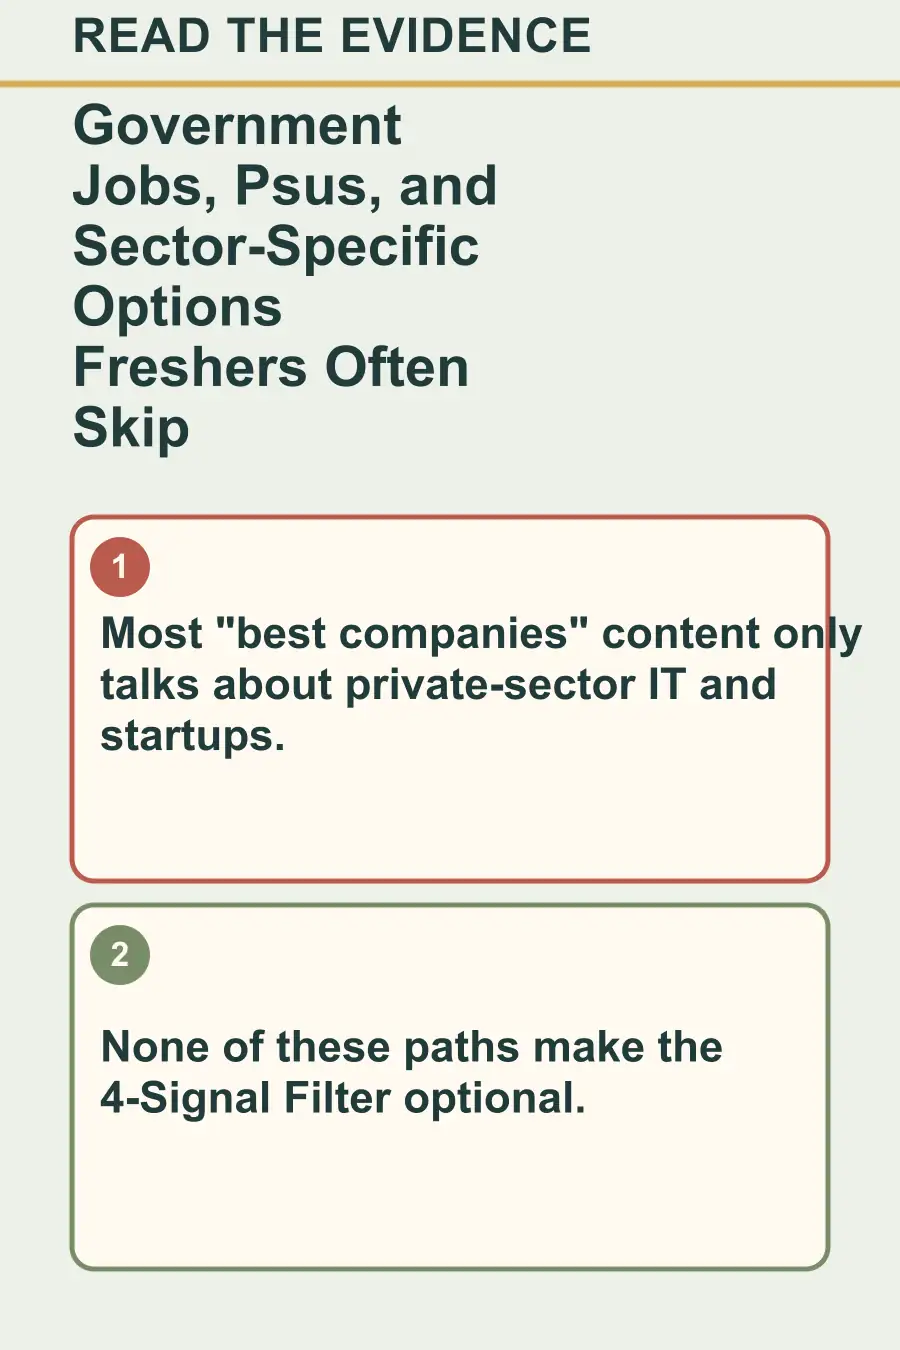 READ THE EVIDENCE
Government
Jobs, Psus, and
Sector-Specific
Options
Freshers Often
Skip
1
Most "best companies" content only
talks about private-sector IT and
startups.
2
None of these paths make the
4-Signal Filter optional.